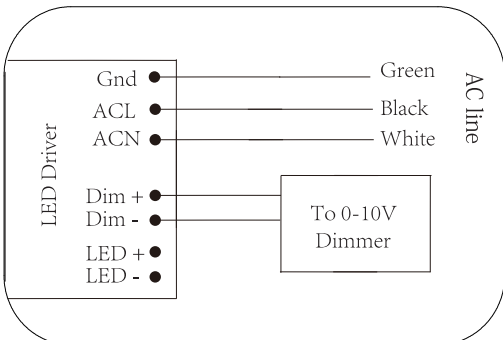 LED Driver
Gnd
ACL
ACN
Dim +
Dim -
LED +
LED -
Green
Black
White
AC line
To 0-10V
Dimmer